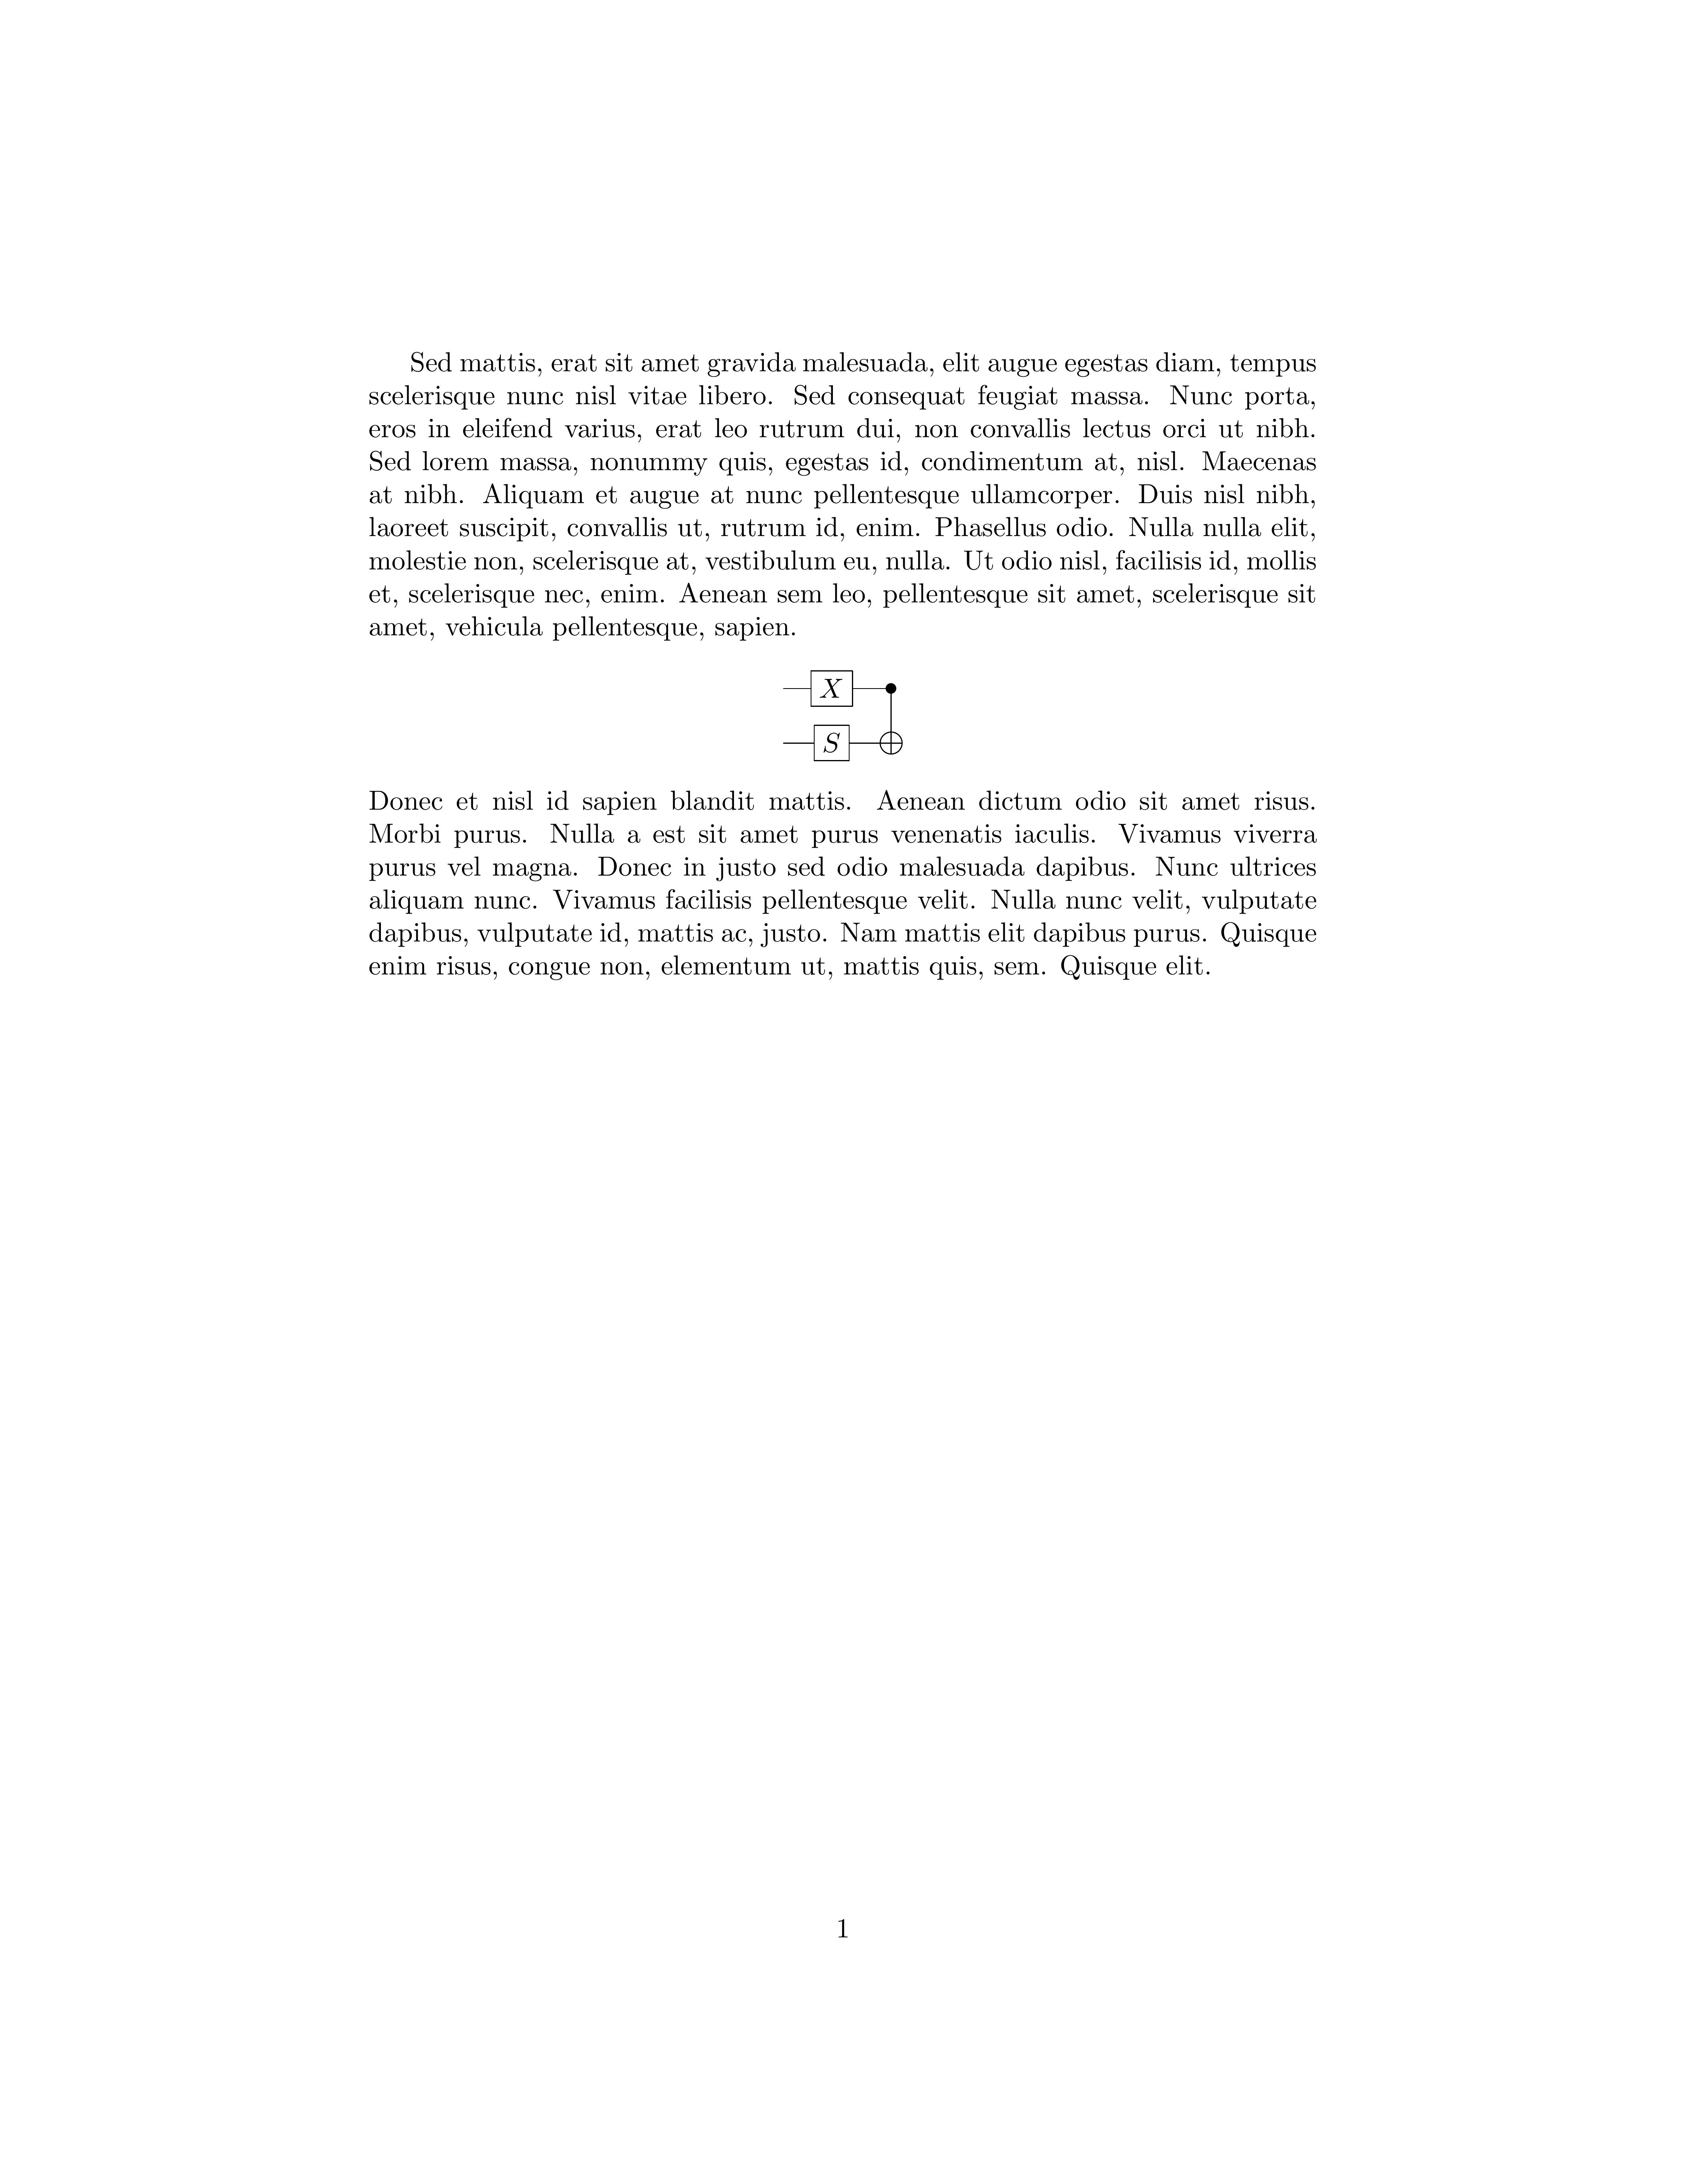 Sed mattis, erat sit amet gravida malesuada, elit augue egestas diam, tempus
scelerisque nunc nisl vitae libero. Sed consequat feugiat massa. Nunc porta,
eros in eleifend varius, erat leo rutrum dui, non convallis lectus orci ut nibh.
Sed lorem massa, nonummy quis, egestas id, condimentum at, nisl. Maecenas
at nibh. Aliquam et augue at nunc pellentesque ullamcorper. Duis nisl nibh,
laoreet suscipit, convallis ut, rutrum id, enim. Phasellus odio. Nulla nulla elit,
molestie non, scelerisque at, vestibulum eu, nulla. Ut odio nisl, facilisis id, mollis
et, scelerisque nec, enim. Aenean sem leo, pellentesque sit amet, scelerisque sit
amet, vehicula pellentesque, sapien.
X
S
Donec et nisl id sapien blandit mattis. Aenean dictum odio sit amet risus.
Morbi purus. Nulla a est sit amet purus venenatis iaculis. Vivamus viverra
purus vel magna. Donec in justo sed odio malesuada dapibus. Nunc ultrices
aliquam nunc. Vivamus facilisis pellentesque velit. Nulla nunc velit, vulputate
dapibus, vulputate id, mattis ac, justo. Nam mattis elit dapibus purus. Quisque
enim risus, congue non, elementum ut, mattis quis, sem. Quisque elit.
1